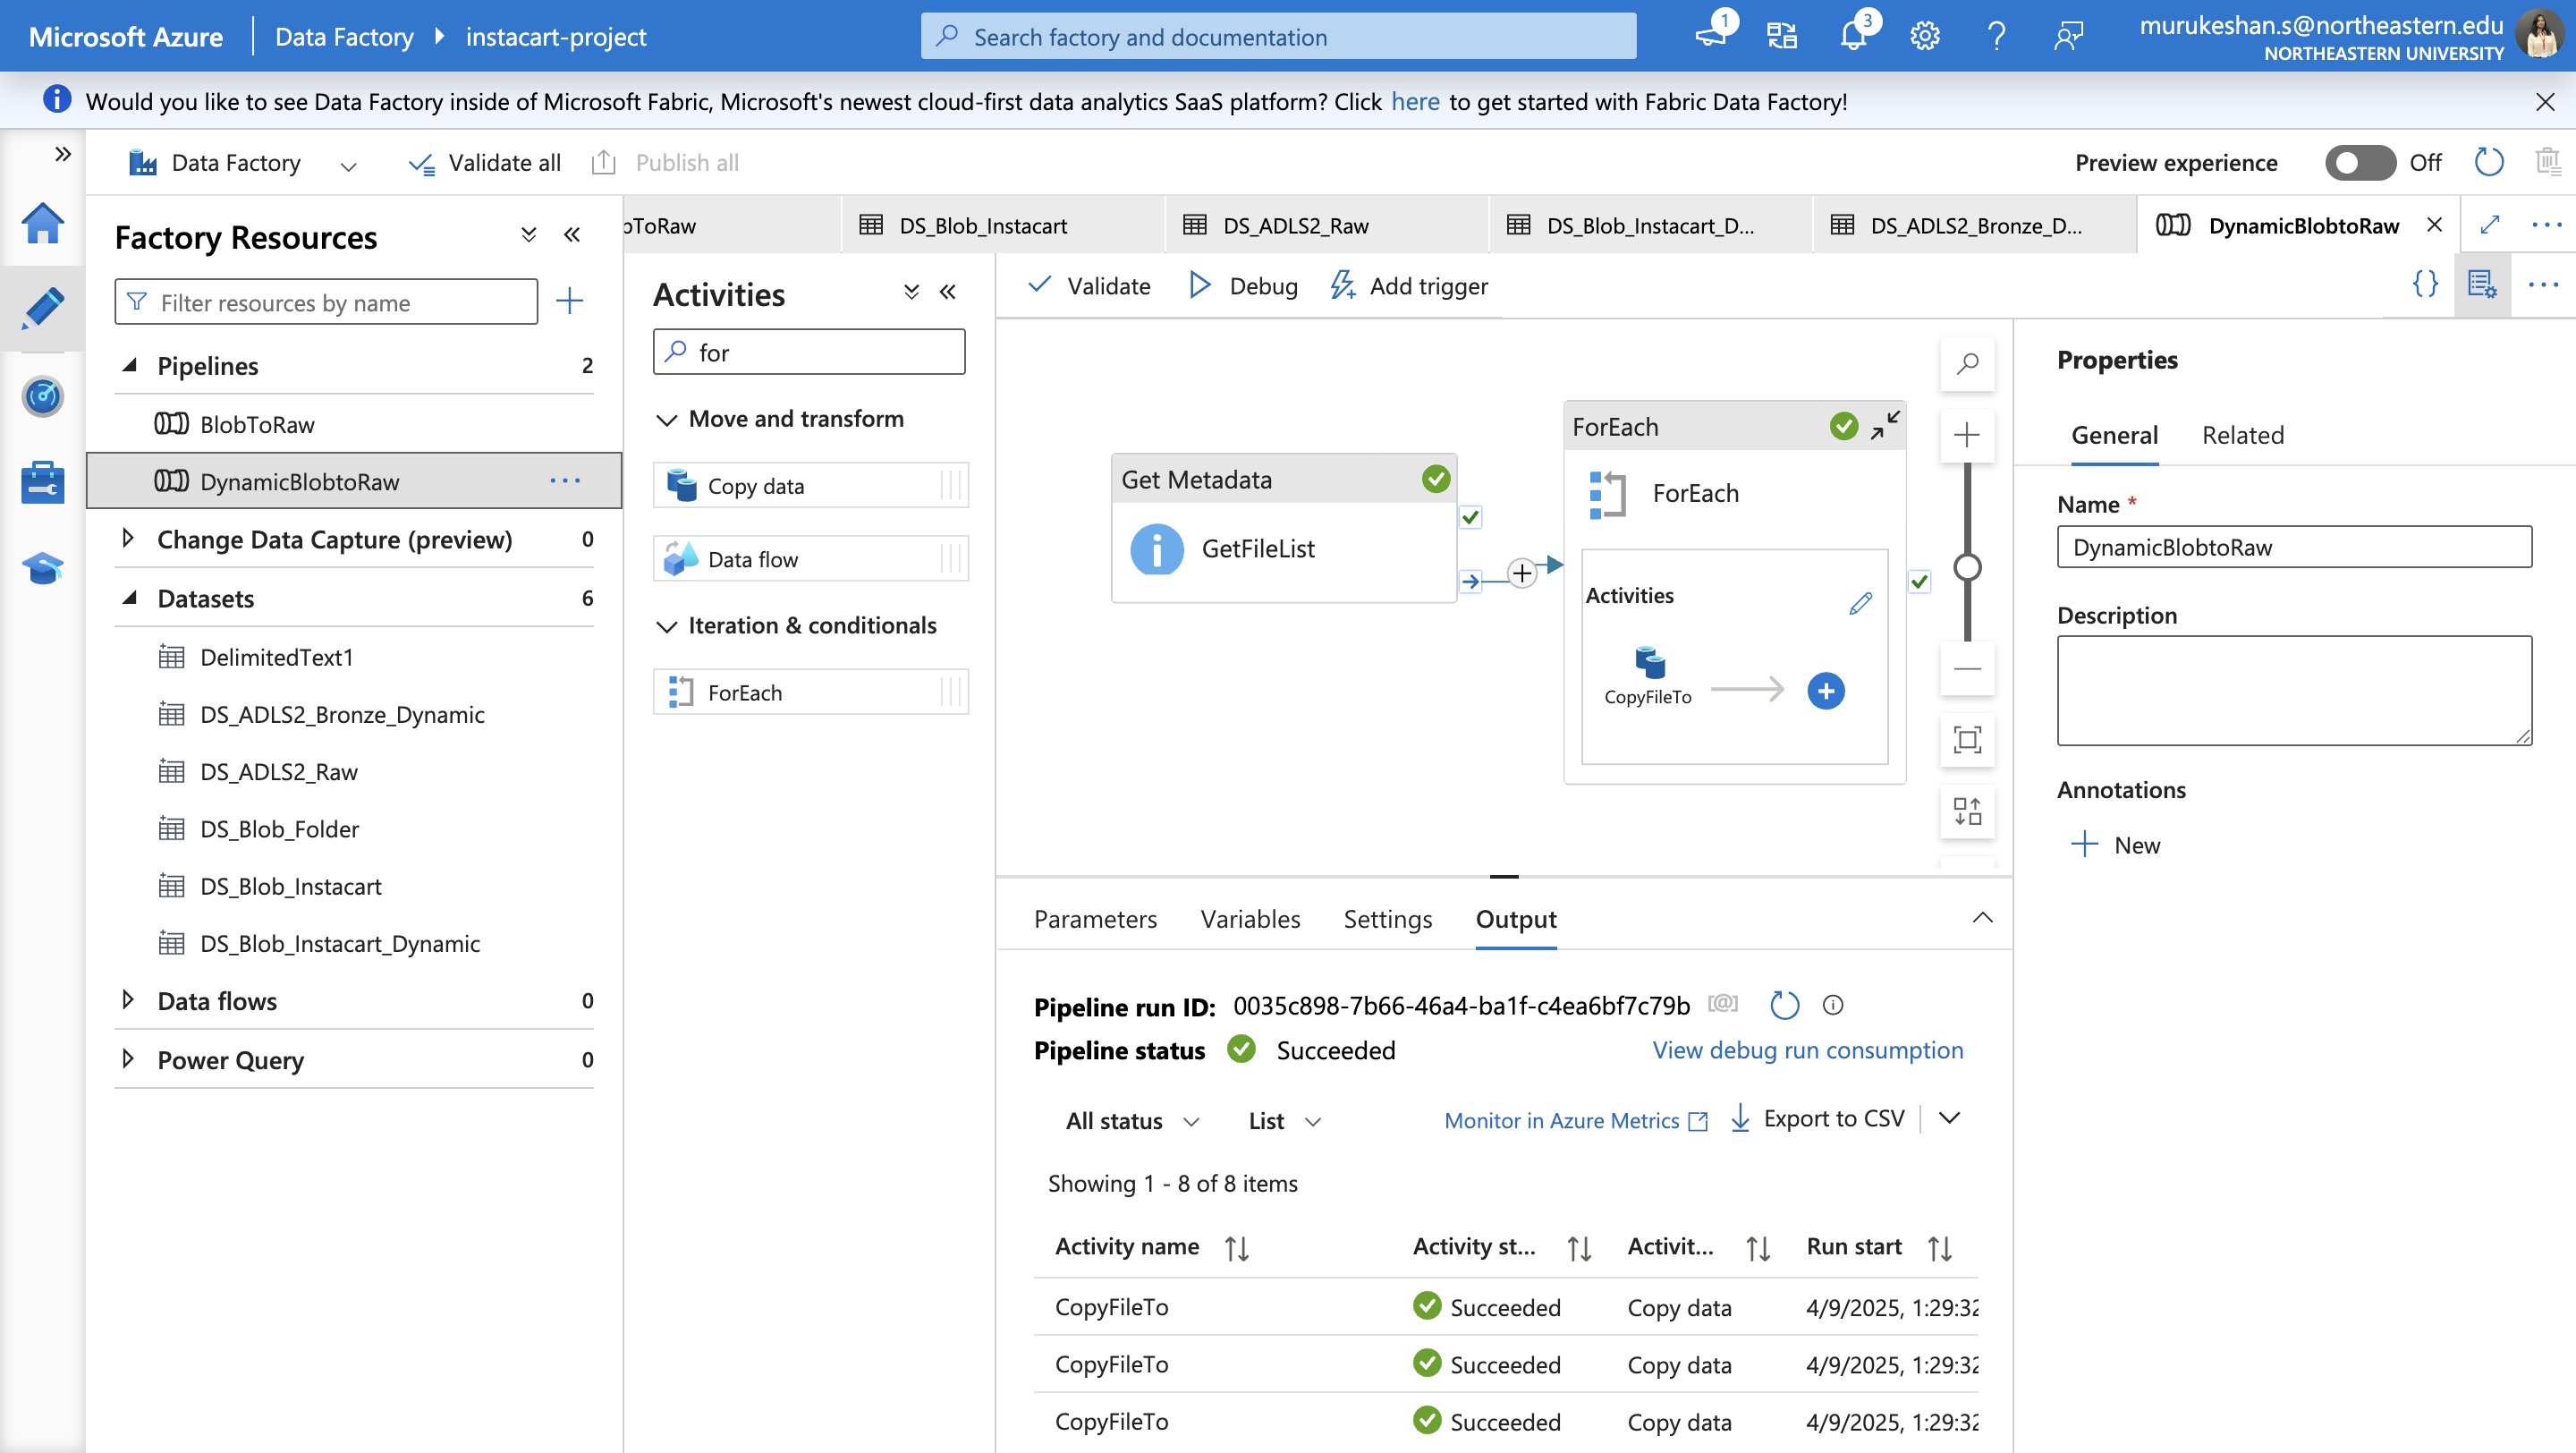 Microsoft Azure
Data Factory
instacart-project
Search factory and documentation
1
3
murukeshan.s@northeastern.edu
NORTHEASTERN UNIVERSITY
Would you like to see Data Factory inside of Microsoft Fabric, Microsoft's newest cloud-first data analytics SaaS platform? Click here to get started with Fabric Data Factory!
Data Factory
Validate all
Publish all
Preview experience
Off
Factory Resources
Filter resources by name
Pipelines 2
BlobToRaw
DynamicBlobtoRaw
Change Data Capture (preview) 0
Datasets 6
DelimitedText1
DS_ADLS2_Bronze_Dynamic
DS_ADLS2_Raw
DS_Blob_Folder
DS_Blob_Instacart
DS_Blob_Instacart_Dynamic
Data flows 0
Power Query 0
bToRaw
DS_Blob_Instacart
DS_ADLS2_Raw
DS_Blob_Instacart_D...
DS_ADLS2_Bronze_D...
DynamicBlobtoRaw
Activities
for
Move and transform
Copy data
Data flow
Iteration & conditionals
ForEach
Validate
Debug
Add trigger
Get Metadata
GetFileList
ForEach
ForEach
Activities
CopyFileTo
Properties
General
Related
Name *
DynamicBlobtoRaw
Description
Annotations
New
Parameters
Variables
Settings
Output
Pipeline run ID: 0035c898-7b66-46a4-ba1f-c4ea6bf7c79b
Pipeline status Succeeded
View debug run consumption
All status
List
Monitor in Azure Metrics
Export to CSV
Showing 1 - 8 of 8 items
Activity name Activity st... Activit... Run start
CopyFileTo Succeeded Copy data 4/9/2025, 1:29:32
CopyFileTo Succeeded Copy data 4/9/2025, 1:29:32
CopyFileTo Succeeded Copy data 4/9/2025, 1:29:32